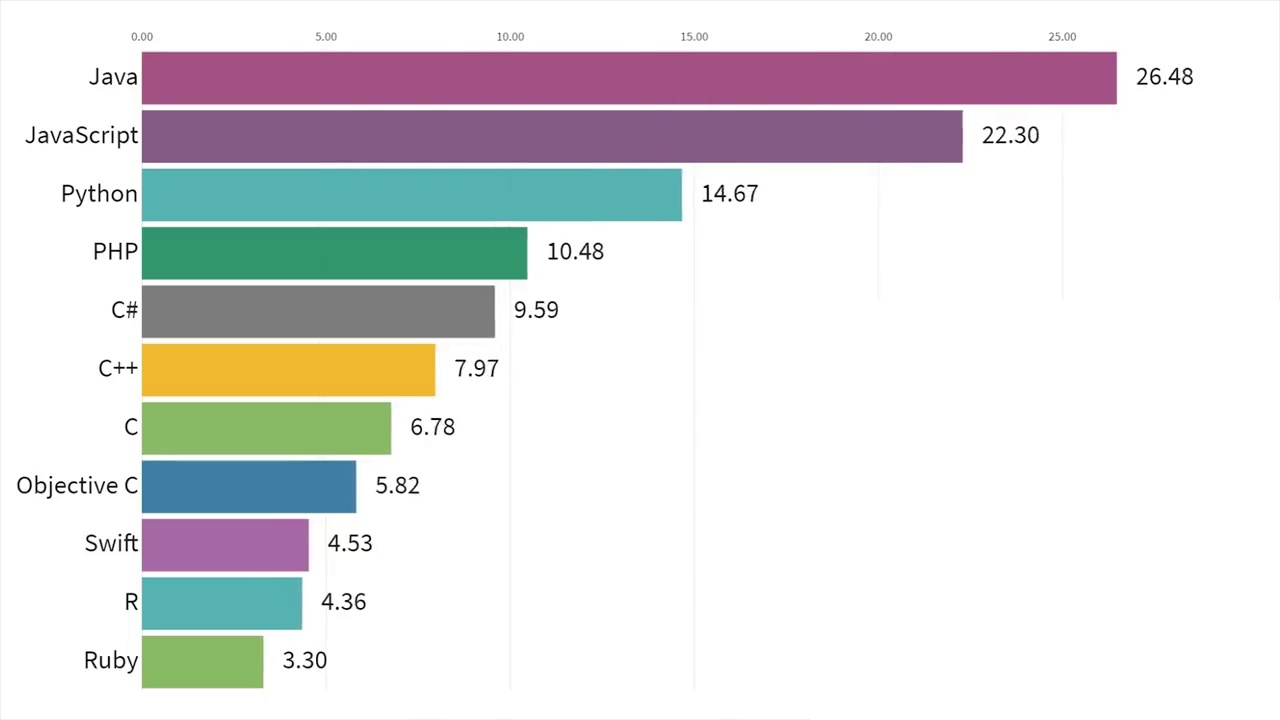 0.00 5.00 10.00 15.00 20.00 25.00
Java 26.48
JavaScript 22.30
Python 14.67
PHP 10.48
C# 9.59
C++ 7.97
C 6.78
Objective C 5.82
Swift 4.53
R 4.36
Ruby 3.30